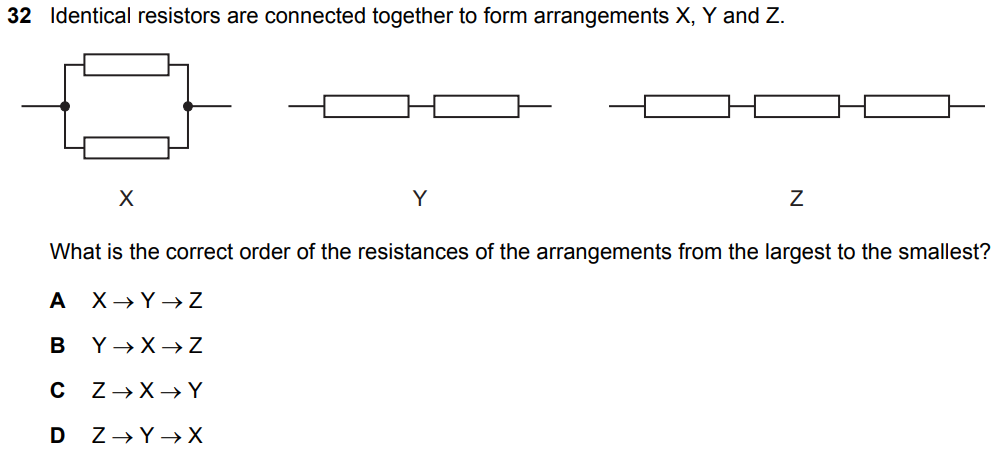 32 Identical resistors are connected together to form arrangements X, Y and Z.
X Y Z
What is the correct order of the resistances of the arrangements from the largest to the smallest?
A X → Y → Z
B Y → X → Z
C Z → X → Y
D Z → Y → X